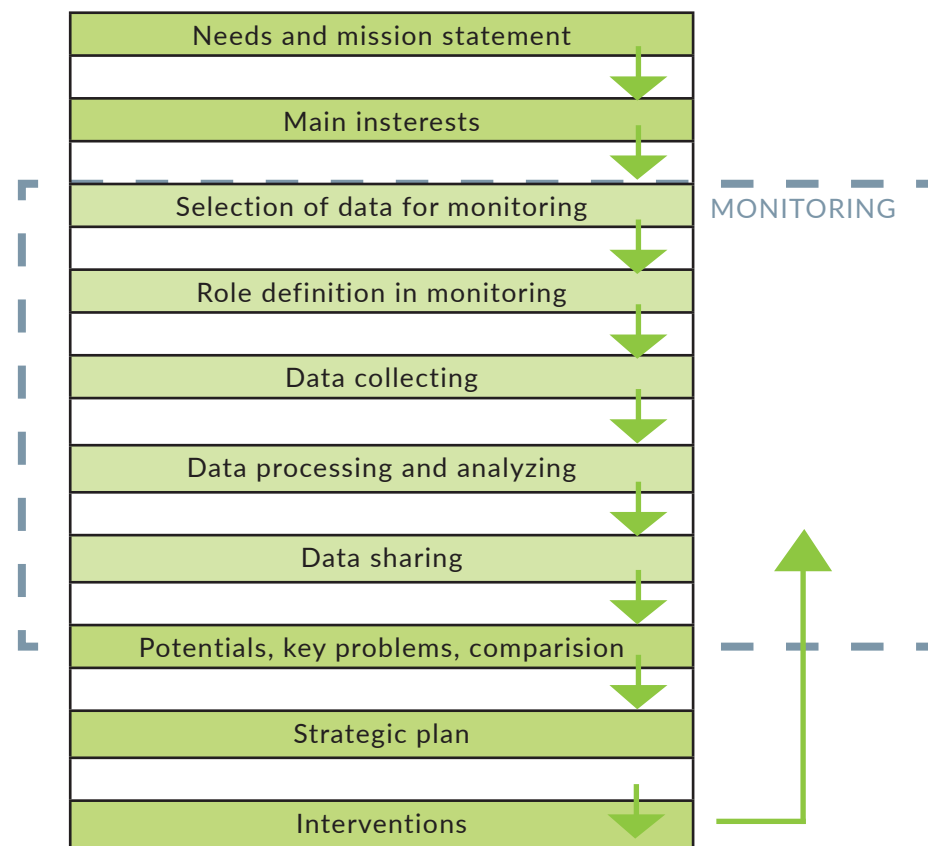 Needs and mission statement
Main insterests
Selection of data for monitoring
MONITORING
Role definition in monitoring
Data collecting
Data processing and analyzing
Data sharing
Potentials, key problems, comparision
Strategic plan
Interventions